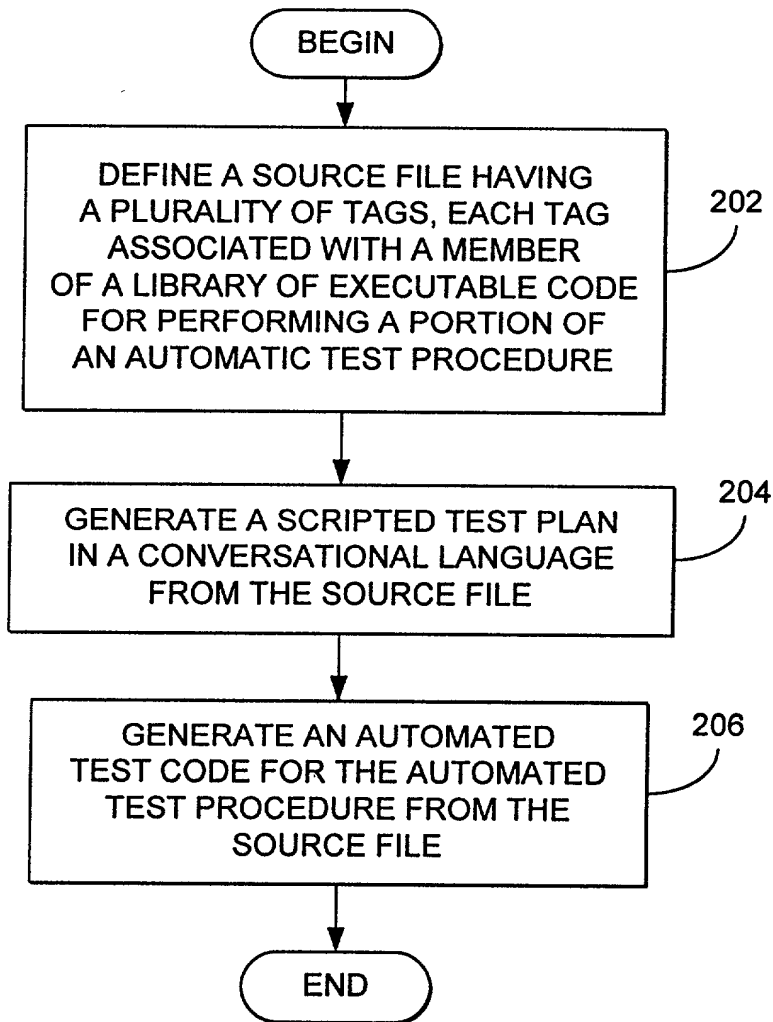 BEGIN
DEFINE A SOURCE FILE HAVING
A PLURALITY OF TAGS, EACH TAG
ASSOCIATED WITH A MEMBER
OF A LIBRARY OF EXECUTABLE CODE
FOR PERFORMING A PORTION OF
AN AUTOMATIC TEST PROCEDURE
202
GENERATE A SCRIPTED TEST PLAN
IN A CONVERSATIONAL LANGUAGE
FROM THE SOURCE FILE
204
GENERATE AN AUTOMATED
TEST CODE FOR THE AUTOMATED
TEST PROCEDURE FROM THE
SOURCE FILE
206
END